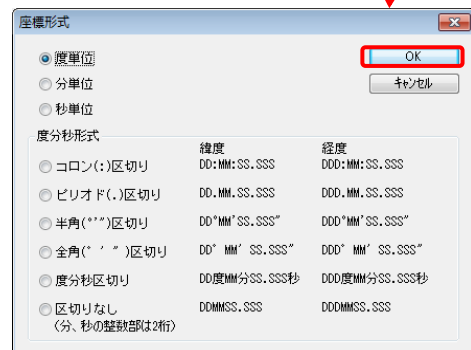 座標形式
度単位
OK
分単位
キャンセル
秒単位
度分秒形式
緯度 経度
コロン(:)区切り DD:MM:SS.SSS DDD:MM:SS.SSS
ピリオド(.)区切り DD.MM.SS.SSS DDD.MM.SS.SSS
半角(°'")区切り DD°MM'SS.SSS" DDD°MM'SS.SSS"
全角(° ′ ″)区切り DD° MM′ SS.SSS″ DDD° MM′ SS.SSS″
度分秒区切り DD度MM分SS.SSS秒 DDD度MM分SS.SSS秒
区切りなし DDMMSS.SSS DDDMMSS.SSS
(分、秒の整数部は2桁)